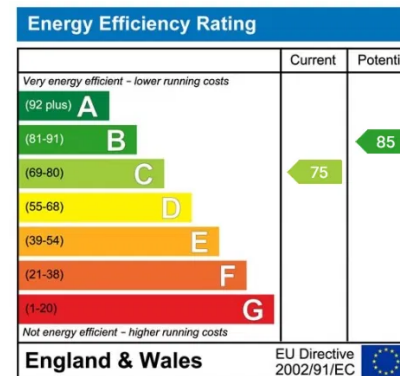 Energy Efficiency Rating
Current Potenti
Very energy efficient – lower running costs
(92 plus) A
(81-91) B 85
(69-80) C 75
(55-68) D
(39-54) E
(21-38) F
(1-20) G
Not energy efficient – higher running costs
England & Wales
EU Directive
2002/91/EC